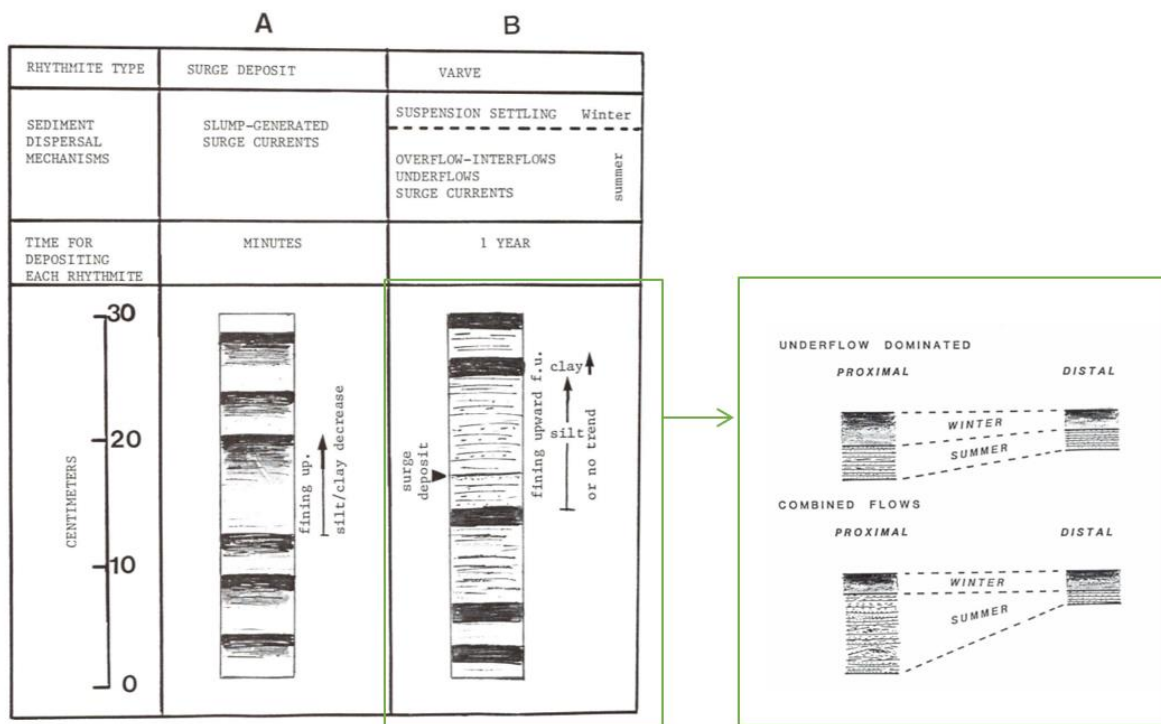 A
B
RHYTHMITE TYPE
SURGE DEPOSIT
VARVE
SEDIMENT
DISPERSAL
MECHANISMS
SLUMP-GENERATED
SURGE CURRENTS
SUSPENSION SETTLING Winter
OVERFLOW-INTERFLOWS
UNDERFLOWS
SURGE CURRENTS
summer
TIME FOR
DEPOSITING
EACH RHYTHMITE
MINUTES
1 YEAR
CENTIMETERS
30
20
10
0
fining up.
silt/clay decrease
surge
deposit
fining upward f.u.
clay
silt
or no trend
UNDERFLOW DOMINATED
PROXIMAL
DISTAL
WINTER
SUMMER
COMBINED FLOWS
PROXIMAL
DISTAL
WINTER
SUMMER